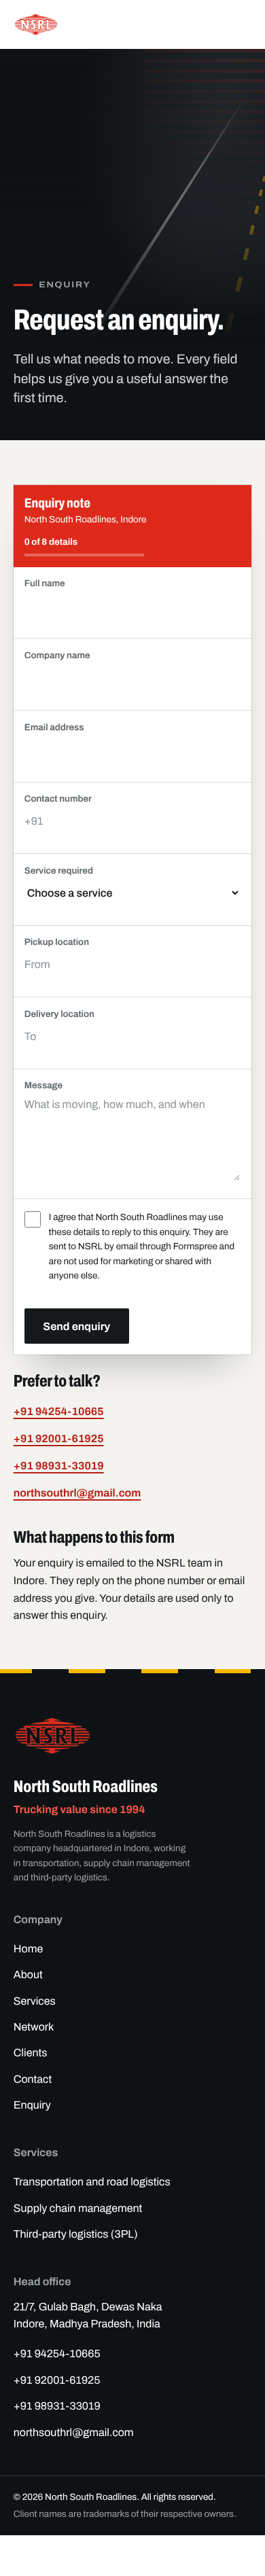 NSRL
ENQUIRY
Request an enquiry.
Tell us what needs to move. Every field
helps us give you a useful answer the
first time.
Enquiry note
North South Roadlines, Indore
0 of 8 details
Full name
Company name
Email address
Contact number
+91
Service required
Choose a service
Pickup location
From
Delivery location
To
Message
What is moving, how much, and when
I agree that North South Roadlines may use
these details to reply to this enquiry. They are
sent to NSRL by email through Formspree and
are not used for marketing or shared with
anyone else.
Send enquiry
Prefer to talk?
+91 94254-10665
+91 92001-61925
+91 98931-33019
northsouthrl@gmail.com
What happens to this form
Your enquiry is emailed to the NSRL team in
Indore. They reply on the phone number or email
address you give. Your details are used only to
answer this enquiry.
NSRL
North South Roadlines
Trucking value since 1994
North South Roadlines is a logistics
company headquartered in Indore, working
in transportation, supply chain management
and third-party logistics.
Company
Home
About
Services
Network
Clients
Contact
Enquiry
Services
Transportation and road logistics
Supply chain management
Third-party logistics (3PL)
Head office
21/7, Gulab Bagh, Dewas Naka
Indore, Madhya Pradesh, India
+91 94254-10665
+91 92001-61925
+91 98931-33019
northsouthrl@gmail.com
© 2026 North South Roadlines. All rights reserved.
Client names are trademarks of their respective owners.